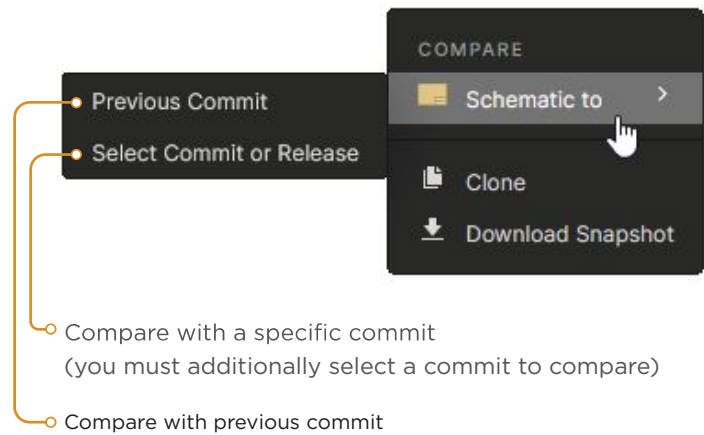 COMPARE
Schematic to
Previous Commit
Select Commit or Release
Clone
Download Snapshot
Compare with a specific commit
(you must additionally select a commit to compare)
Compare with previous commit